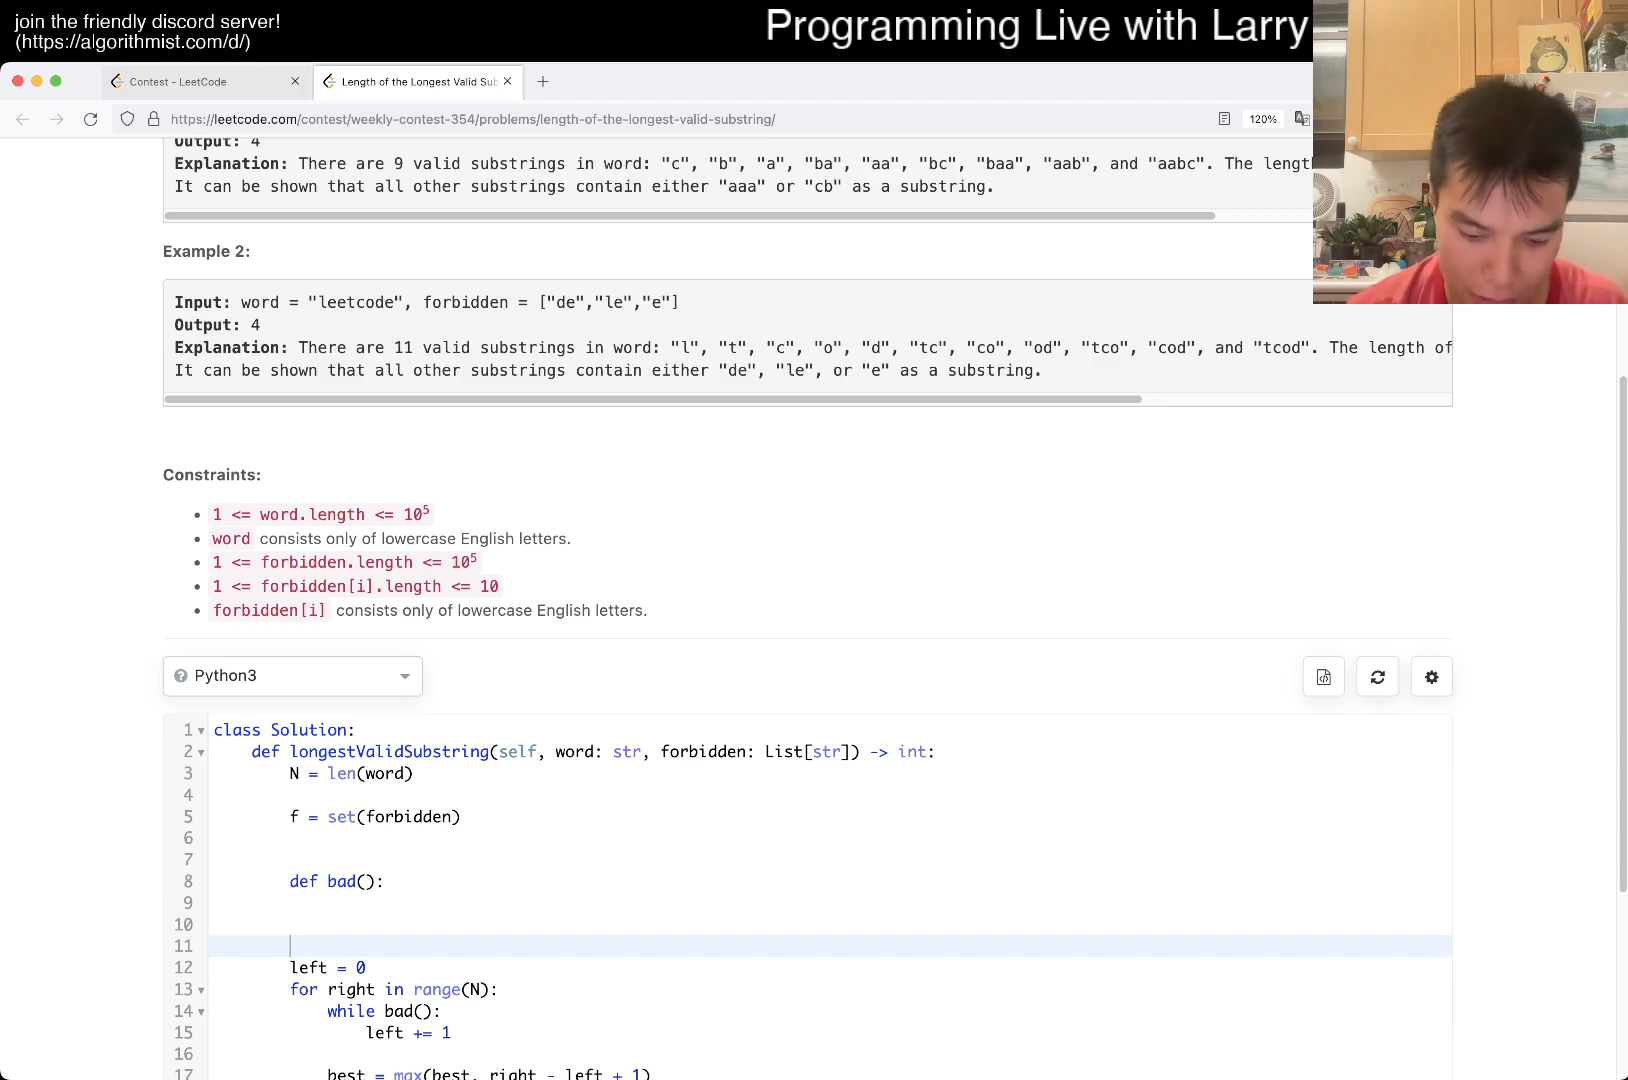 join the friendly discord server!
(https://algorithmist.com/d/)
Programming Live with Larry
Contest - LeetCode
Length of the Longest Valid Sub
https://leetcode.com/contest/weekly-contest-354/problems/length-of-the-longest-valid-substring/
120%
Output: 4
Explanation: There are 9 valid substrings in word: "c", "b", "a", "ba", "aa", "bc", "baa", "aab", and "aabc". The lengt
It can be shown that all other substrings contain either "aaa" or "cb" as a substring.
Example 2:
Input: word = "leetcode", forbidden = ["de","le","e"]
Output: 4
Explanation: There are 11 valid substrings in word: "l", "t", "c", "o", "d", "tc", "co", "od", "tco", "cod", and "tcod". The length of
It can be shown that all other substrings contain either "de", "le", or "e" as a substring.
Constraints:
1 <= word.length <= 10⁵
word consists only of lowercase English letters.
1 <= forbidden.length <= 10⁵
1 <= forbidden[i].length <= 10
forbidden[i] consists only of lowercase English letters.
Python3
1 class Solution:
2 def longestValidSubstring(self, word: str, forbidden: List[str]) -> int:
3 N = len(word)
4
5 f = set(forbidden)
6
7
8 def bad():
9
10
11
12 left = 0
13 for right in range(N):
14 while bad():
15 left += 1
16
17 best = max(best, right - left + 1)